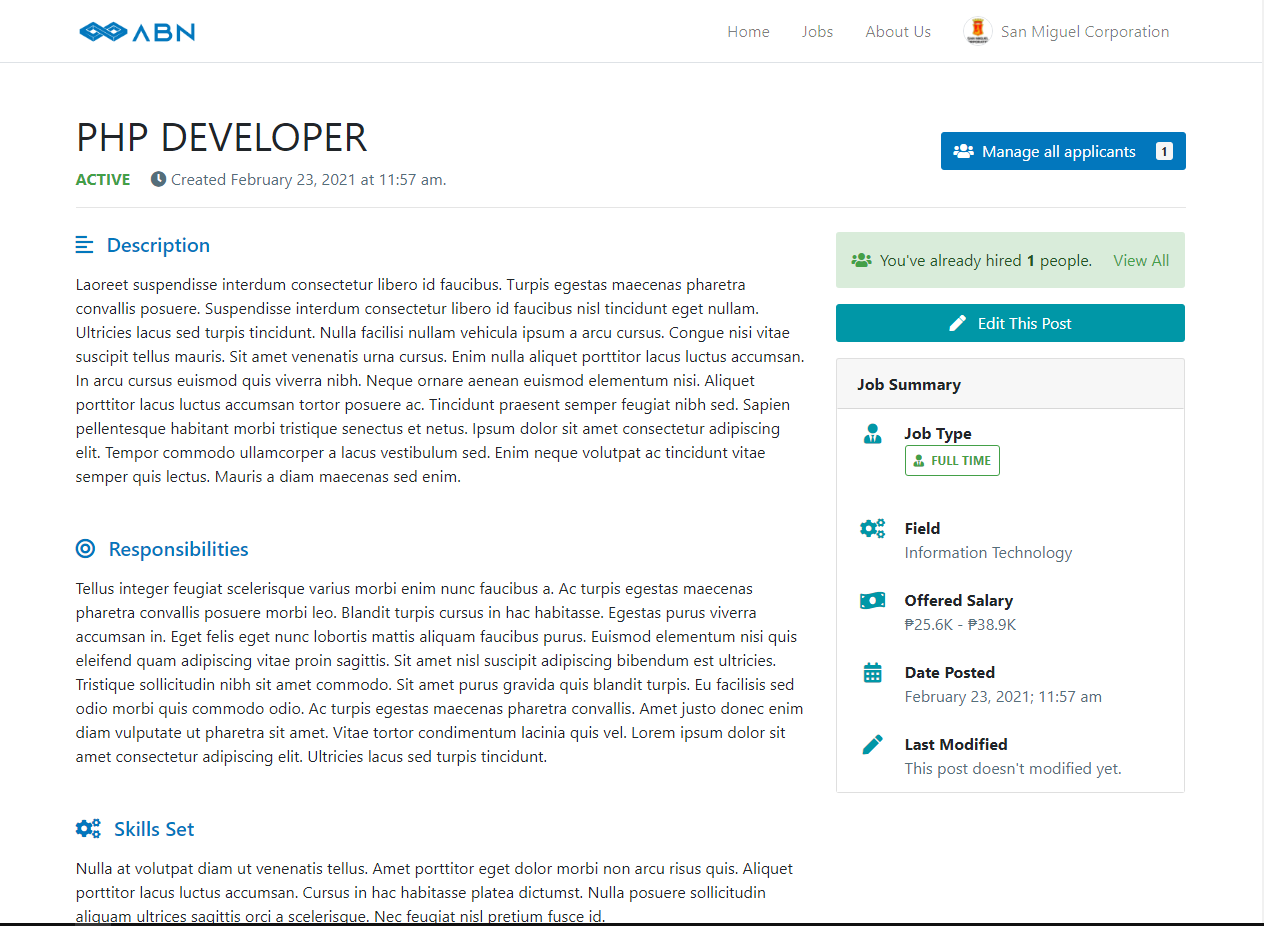 ABN
Home Jobs About Us San Miguel Corporation
PHP DEVELOPER
ACTIVE Created February 23, 2021 at 11:57 am.
Manage all applicants 1
Description
Laoreet suspendisse interdum consectetur libero id faucibus. Turpis egestas maecenas pharetra
convallis posuere. Suspendisse interdum consectetur libero id faucibus nisl tincidunt eget nullam.
Ultricies lacus sed turpis tincidunt. Nulla facilisi nullam vehicula ipsum a arcu cursus. Congue nisi vitae
suscipit tellus mauris. Sit amet venenatis urna cursus. Enim nulla aliquet porttitor lacus luctus accumsan.
In arcu cursus euismod quis viverra nibh. Neque ornare aenean euismod elementum nisi. Aliquet
porttitor lacus luctus accumsan tortor posuere ac. Tincidunt praesent semper feugiat nibh sed. Sapien
pellentesque habitant morbi tristique senectus et netus. Ipsum dolor sit amet consectetur adipiscing
elit. Tempor commodo ullamcorper a lacus vestibulum sed. Enim neque volutpat ac tincidunt vitae
semper quis lectus. Mauris a diam maecenas sed enim.
Responsibilities
Tellus integer feugiat scelerisque varius morbi enim nunc faucibus a. Ac turpis egestas maecenas
pharetra convallis posuere morbi leo. Blandit turpis cursus in hac habitasse. Egestas purus viverra
accumsan in. Eget felis eget nunc lobortis mattis aliquam faucibus purus. Euismod elementum nisi quis
eleifend quam adipiscing vitae proin sagittis. Sit amet nisl suscipit adipiscing bibendum est ultricies.
Tristique sollicitudin nibh sit amet commodo. Sit amet purus gravida quis blandit turpis. Eu facilisis sed
odio morbi quis commodo odio. Ac turpis egestas maecenas pharetra convallis. Amet justo donec enim
diam vulputate ut pharetra sit amet. Vitae tortor condimentum lacinia quis vel. Lorem ipsum dolor sit
amet consectetur adipiscing elit. Ultricies lacus sed turpis tincidunt.
Skills Set
Nulla at volutpat diam ut venenatis tellus. Amet porttitor eget dolor morbi non arcu risus quis. Aliquet
porttitor lacus luctus accumsan. Cursus in hac habitasse platea dictumst. Nulla posuere sollicitudin
aliquam ultrices sagittis orci a scelerisque. Nec feugiat nisl pretium fusce id.
You've already hired 1 people. View All
Edit This Post
Job Summary
Job Type
FULL TIME
Field
Information Technology
Offered Salary
₱25.6K - ₱38.9K
Date Posted
February 23, 2021; 11:57 am
Last Modified
This post doesn't modified yet.